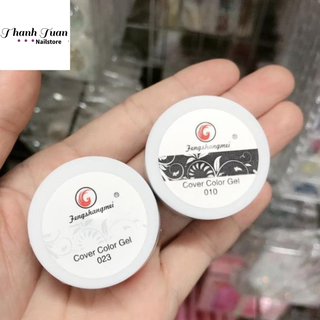 Thanh Tuan
Nailstore
Fengshangmei ®
Cover Color Gel
010
Fengshangmei ®
Cover Color Gel
023